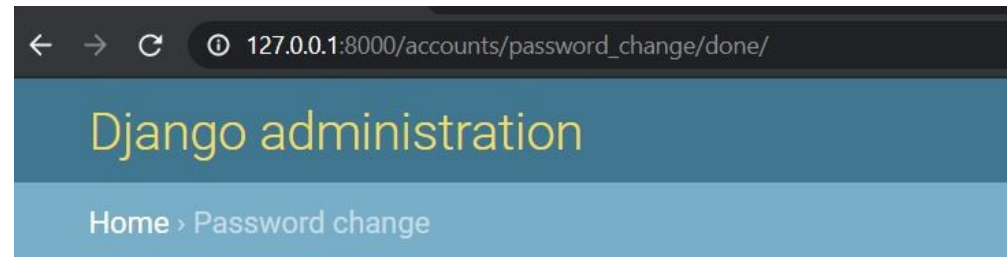 127.0.0.1:8000/accounts/password_change/done/
Django administration
Home › Password change